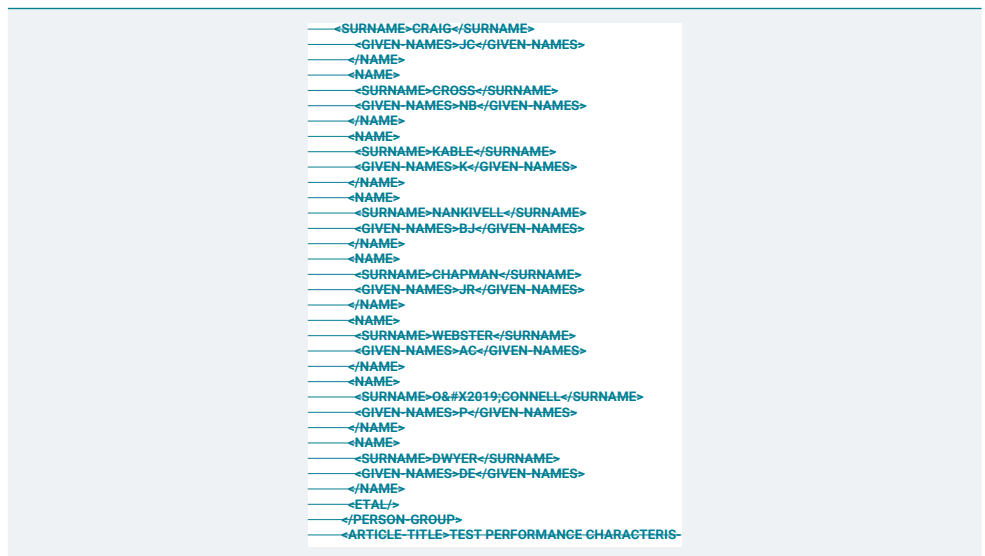 <SURNAME>CRAIG</SURNAME>
<GIVEN-NAMES>JC</GIVEN-NAMES>
</NAME>
<NAME>
<SURNAME>CROSS</SURNAME>
<GIVEN-NAMES>NB</GIVEN-NAMES>
</NAME>
<NAME>
<SURNAME>KABLE</SURNAME>
<GIVEN-NAMES>K</GIVEN-NAMES>
</NAME>
<NAME>
<SURNAME>NANKIVELL</SURNAME>
<GIVEN-NAMES>BJ</GIVEN-NAMES>
</NAME>
<NAME>
<SURNAME>CHAPMAN</SURNAME>
<GIVEN-NAMES>JR</GIVEN-NAMES>
</NAME>
<NAME>
<SURNAME>WEBSTER</SURNAME>
<GIVEN-NAMES>AC</GIVEN-NAMES>
</NAME>
<NAME>
<SURNAME>O&#X2019;CONNELL</SURNAME>
<GIVEN-NAMES>P</GIVEN-NAMES>
</NAME>
<NAME>
<SURNAME>DWYER</SURNAME>
<GIVEN-NAMES>DE</GIVEN-NAMES>
</NAME>
<ETAL/>
</PERSON-GROUP>
<ARTICLE-TITLE>TEST PERFORMANCE CHARACTERIS-